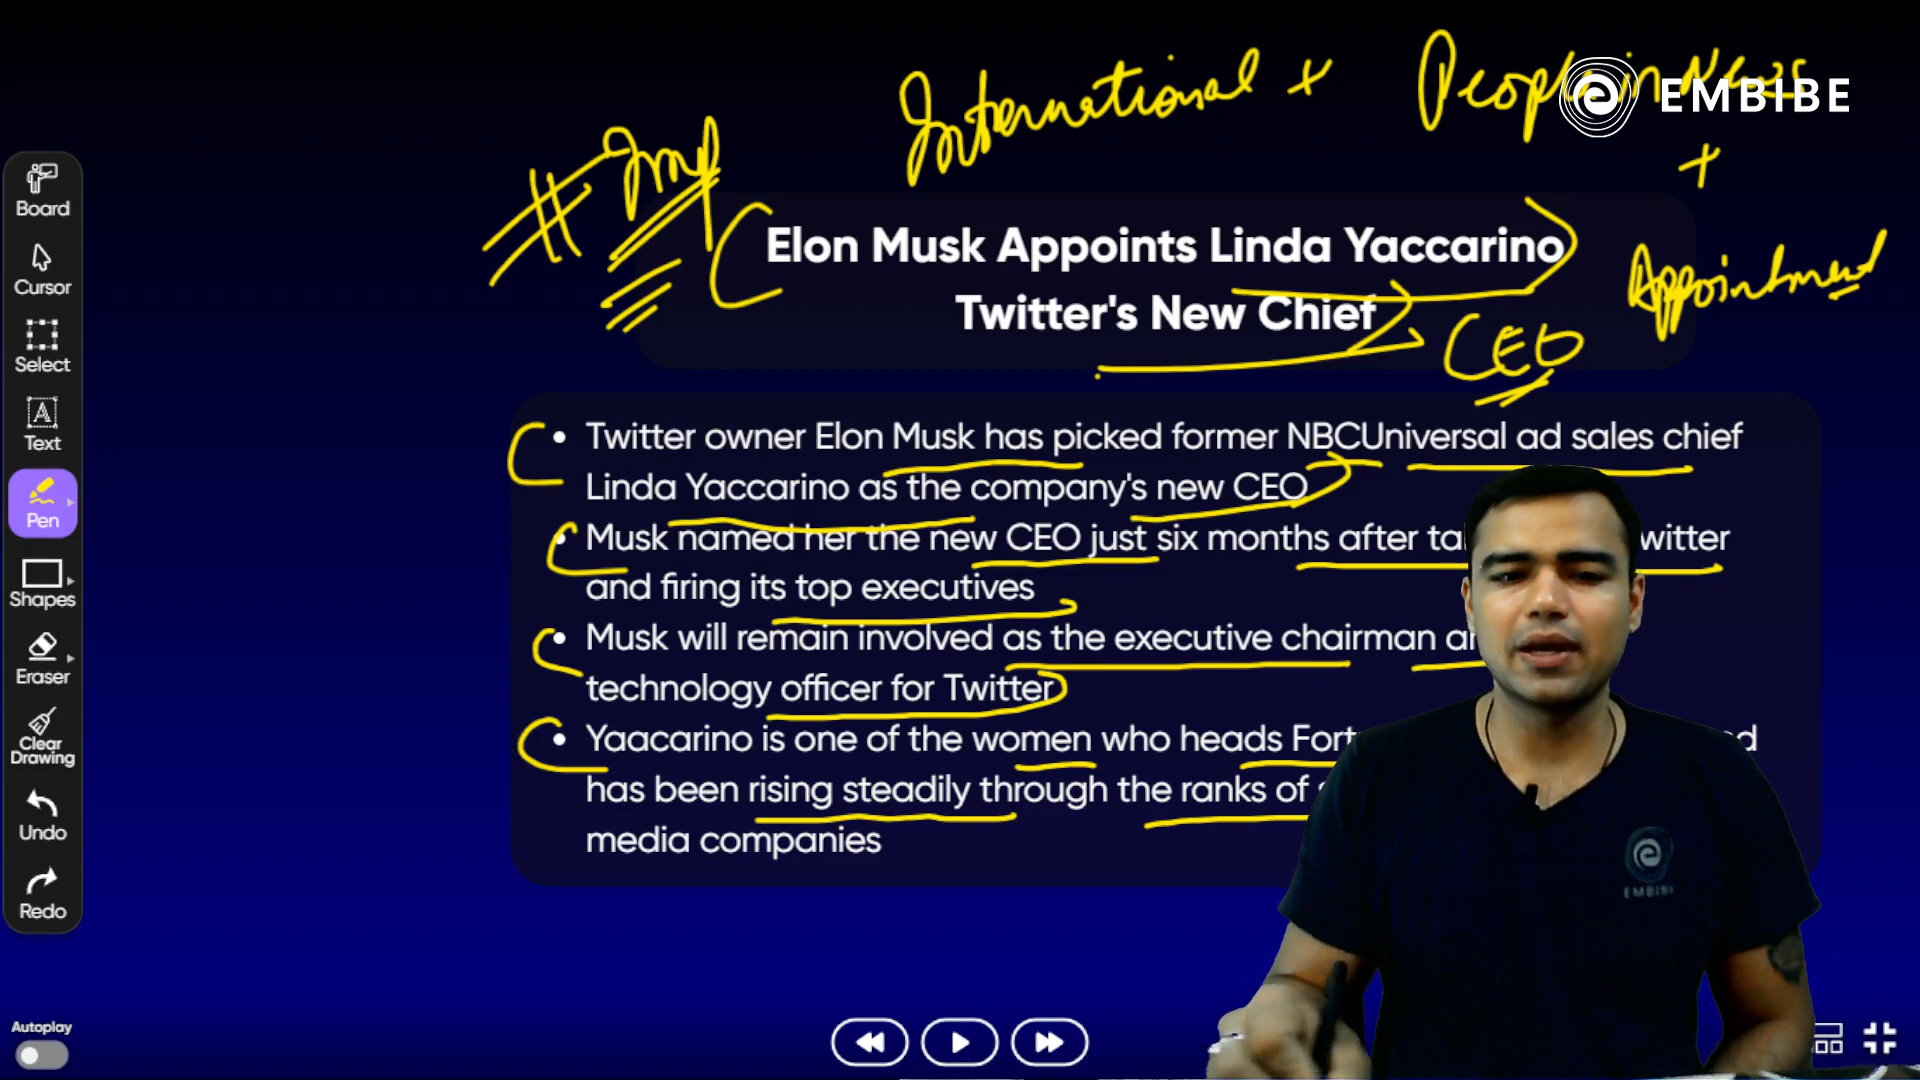 International + People in News
EMBIBE
# Imp
+
Elon Musk Appoints Linda Yaccarino
Twitter's New Chief
Appointment
CEO
• Twitter owner Elon Musk has picked former NBCUniversal ad sales chief
Linda Yaccarino as the company's new CEO
• Musk named her the new CEO just six months after witter
and firing its top executives
• Musk will remain involved as the executive chairman
technology officer for Twitter
• Yaacarino is one of the women who heads
has been rising steadily through the ranks of
media companies
Board
Cursor
Select
Text
Pen
Shapes
Eraser
Clear
Drawing
Undo
Redo
Autoplay
EMBIBE